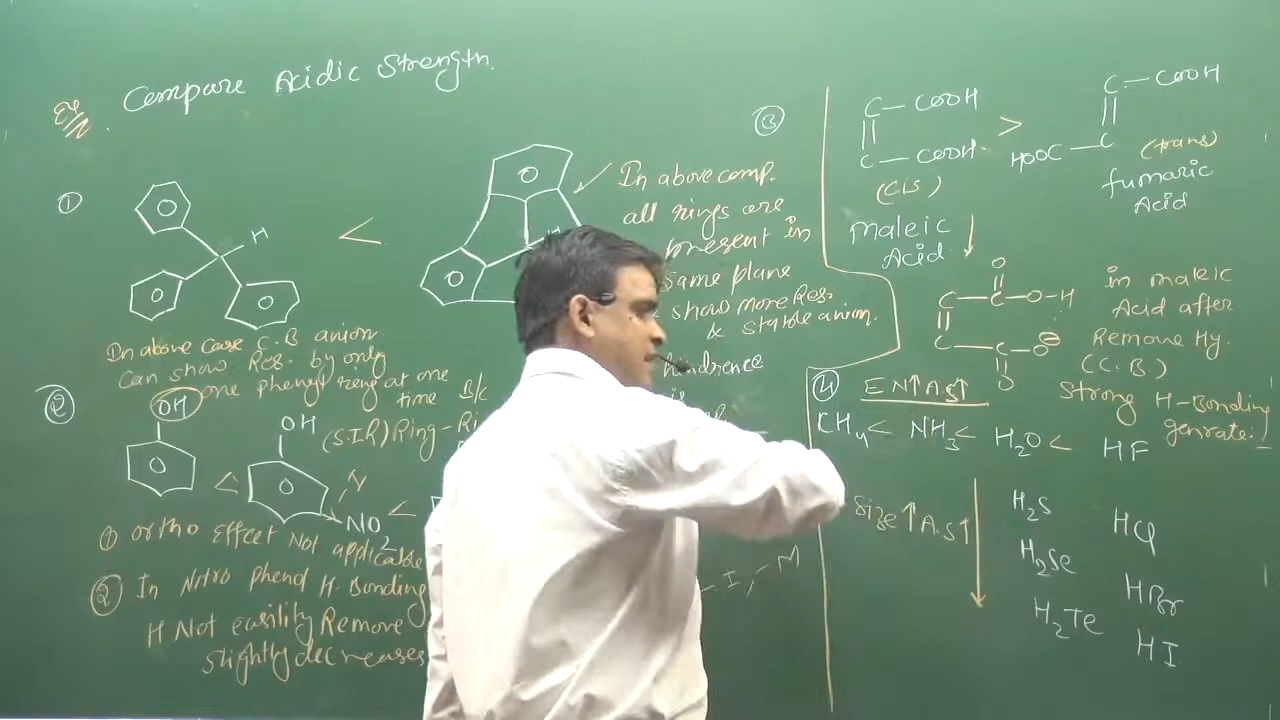 Ex. Compare Acidic Strength.
①
H
<
In above comp.
all rings are
present in
same plane
show more Res.
& stable anion.
hindrence
is
In above case C.B anion
can show Res. by only
one phenyl ring at one
time B/c
(S.I.R) Ring-
②
OH
<
OH
NO2
<
-I, -M
① ortho Effect Not applicable
② In Nitro phenol H-Bonding
H Not easility Remove
slightly decreases
③
C-COOH
||
C-COOH
(cis)
maleic
Acid
>
C-COOH
||
HOOC-C
(trans)
fumaric
Acid
O
C-C-O-H
||
C-C-O⊖
O
in maleic
Acid after
Remove Hy.
(C.B.)
strong H-Bonding
genrate.
④ EN↑AS↑
CH4 < NH3 < H2O < HF
Size↑A.S↑
H2S HCl
H2Se HBr
H2Te HI